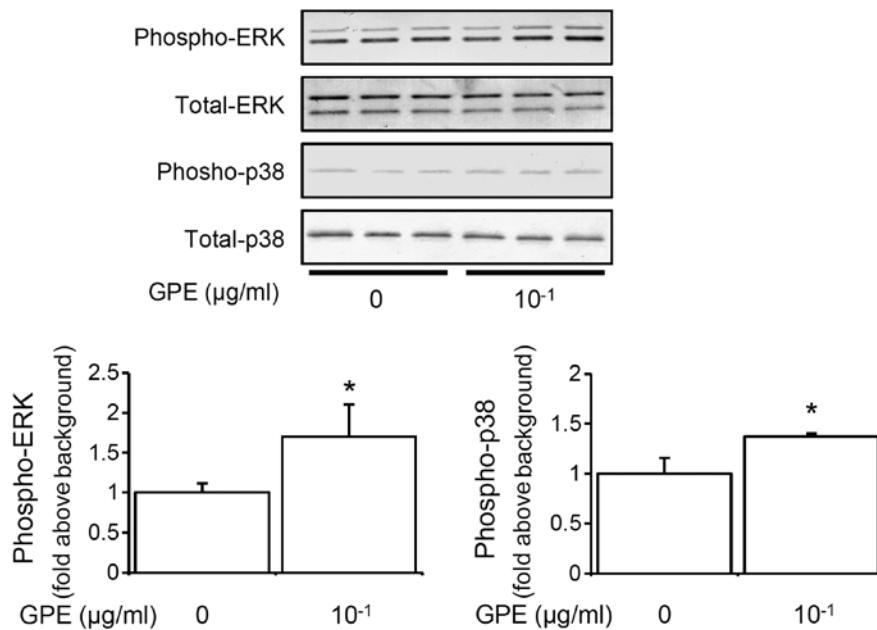 Phospho-ERK
Total-ERK
Phosho-p38
Total-p38
GPE (µg/ml) 0 10⁻¹
Phospho-ERK
(fold above background)
2.5
2
1.5
1
0.5
0
*
GPE (µg/ml) 0 10⁻¹
Phospho-p38
(fold above background)
2
1.5
1
0.5
0
*
GPE (µg/ml) 0 10⁻¹